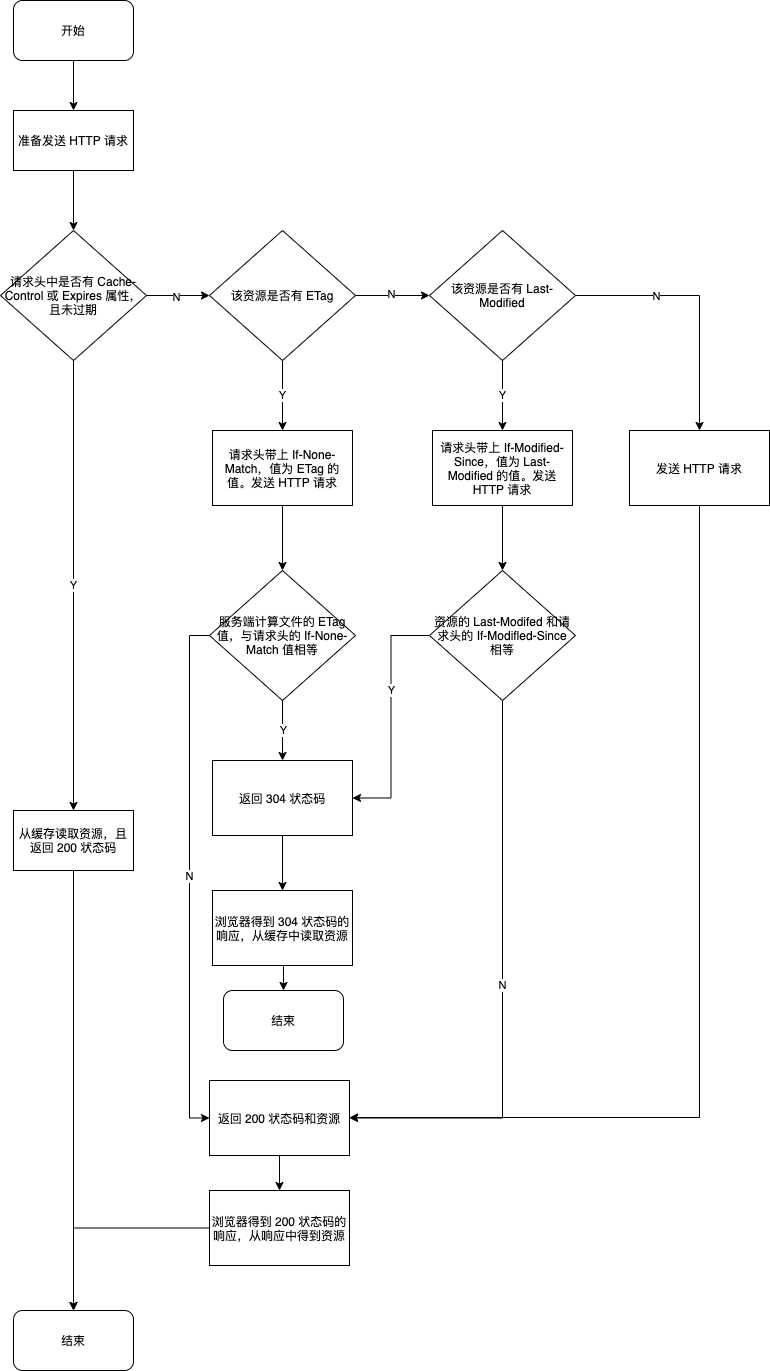 开始
准备发送 HTTP 请求
请求头中是否有 Cache-
Control 或 Expires 属性，
且未过期
N
该资源是否有 ETag
N
该资源是否有 Last-
Modified
N
Y
Y
请求头带上 If-None-
Match，值为 ETag 的
值。发送 HTTP 请求
请求头带上 If-Modified-
Since，值为 Last-
Modified 的值。发送
HTTP 请求
发送 HTTP 请求
Y
服务端计算文件的 ETag
值，与请求头的 If-None-
Match 值相等
资源的 Last-Modifed 和请
求头的 If-Modified-Since
相等
Y
Y
返回 304 状态码
从缓存读取资源，且
返回 200 状态码
N
浏览器得到 304 状态码的
响应，从缓存中读取资源
N
结束
返回 200 状态码和资源
浏览器得到 200 状态码的
响应，从响应中得到资源
结束